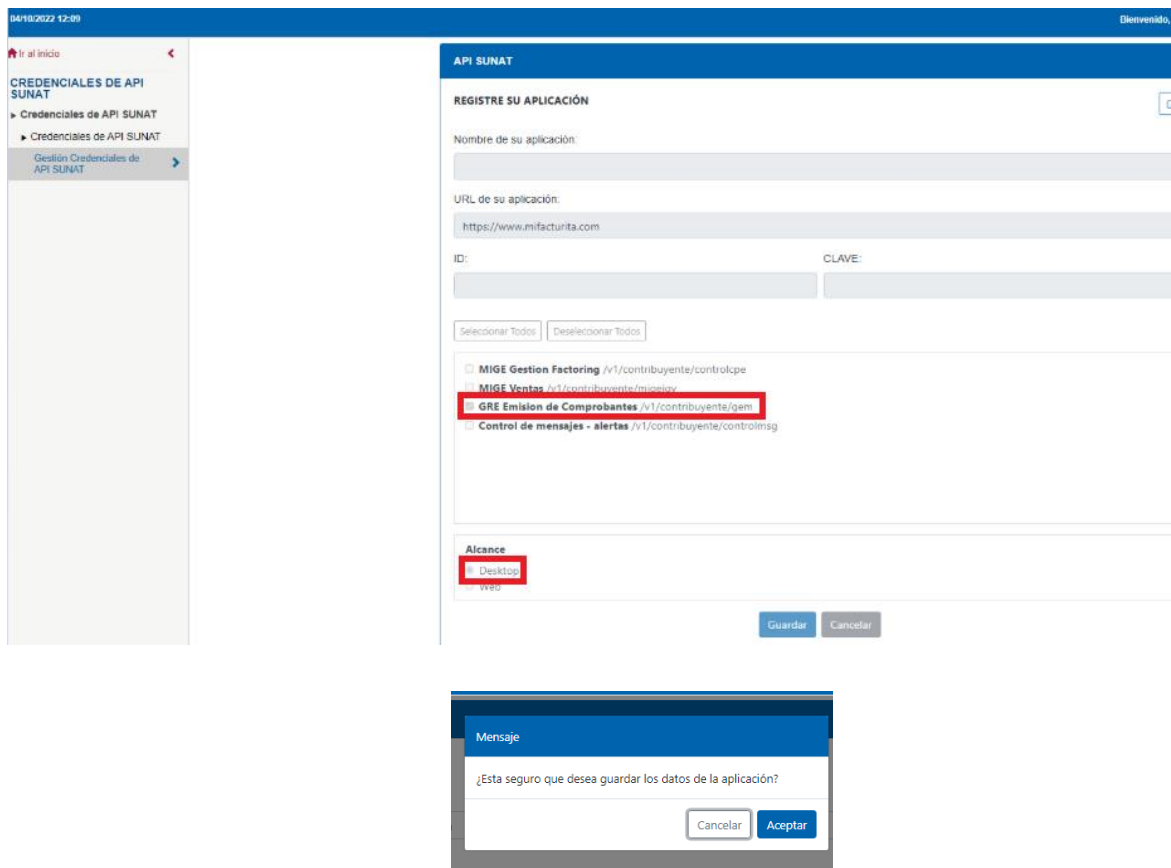 04/10/2022 12:09
Bienvenido,
Ir al inicio
CREDENCIALES DE API
SUNAT
Credenciales de API SUNAT
Credenciales de API SUNAT
Gestión Credenciales de
API SUNAT
API SUNAT
REGISTRE SU APLICACIÓN
Nombre de su aplicación:
URL de su aplicación:
https://www.mifacturita.com
ID:
CLAVE:
Seleccionar Todos
Deseleccionar Todos
MIGE Gestion Factoring /v1/contribuyente/controlcpe
MIGE Ventas /v1/contribuyente/migeigv
GRE Emision de Comprobantes /v1/contribuyente/gem
Control de mensajes - alertas /v1/contribuyente/controlmsg
Alcance
Desktop
Web
Guardar
Cancelar
Mensaje
¿Esta seguro que desea guardar los datos de la aplicación?
Cancelar
Aceptar